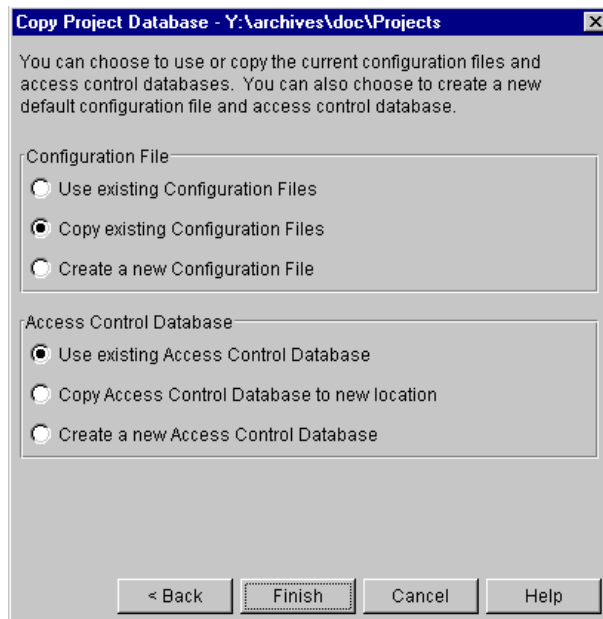 Copy Project Database - Y:\archives\doc\Projects
You can choose to use or copy the current configuration files and
access control databases. You can also choose to create a new
default configuration file and access control database.
Configuration File
Use existing Configuration Files
Copy existing Configuration Files
Create a new Configuration File
Access Control Database
Use existing Access Control Database
Copy Access Control Database to new location
Create a new Access Control Database
< Back Finish Cancel Help